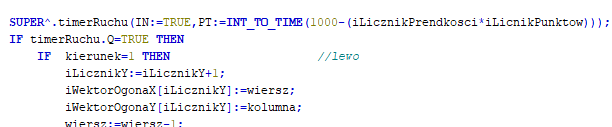 SUPER^.timerRuchu(IN:=TRUE,PT:=INT_TO_TIME(1000-(iLicznikPrendkosci*iLicnikPunktow)));
IF timerRuchu.Q=TRUE THEN
IF kierunek=1 THEN //lewo
iLicznikY:=iLicznikY+1;
iWektorOgonaX[iLicznikY]:=wiersz;
iWektorOgonaY[iLicznikY]:=kolumna;
wiersz:=wiersz-1;